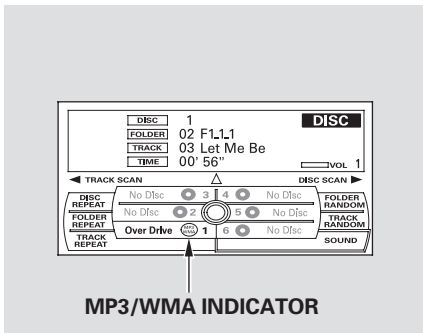 DISC 1 DISC
FOLDER 02 F1_1_1
TRACK 03 Let Me Be
TIME 00' 56" VOL 1
◄ TRACK SCAN △ DISC SCAN ►
DISC REPEAT No Disc 3 4 No Disc FOLDER RANDOM
FOLDER REPEAT No Disc 2 5 No Disc TRACK RANDOM
TRACK REPEAT Over Drive MP3 WMA 1 6 No Disc SOUND
MP3/WMA INDICATOR